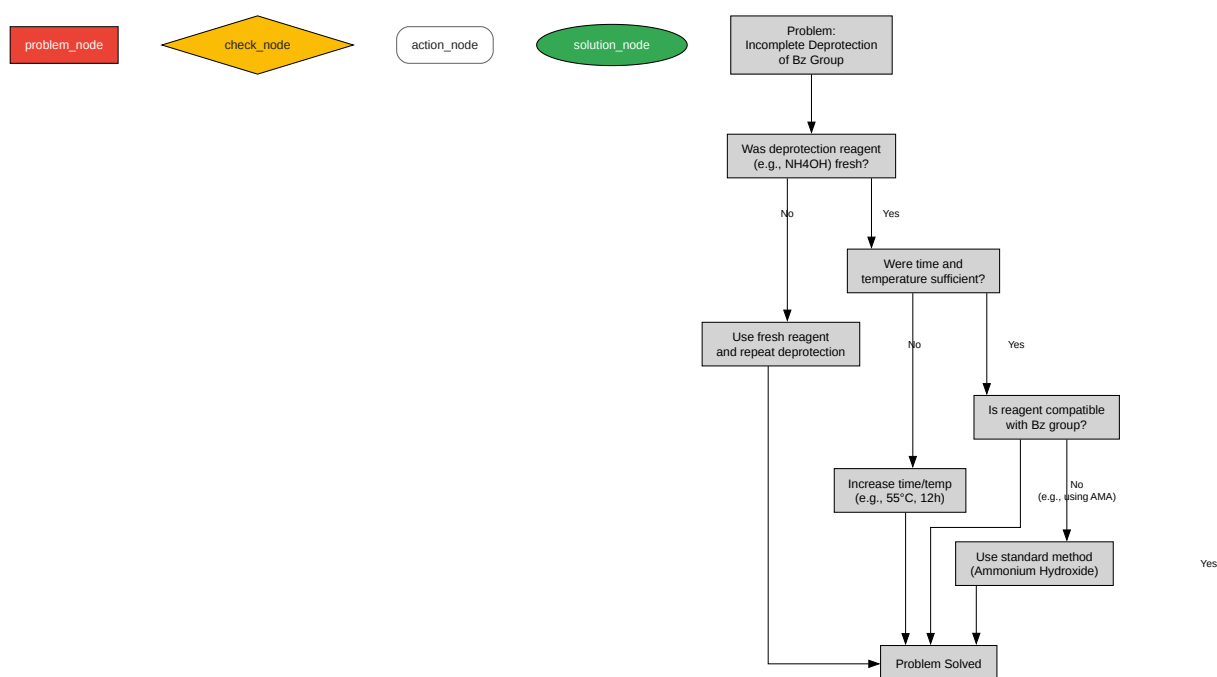 problem_node
check_node
action_node
solution_node
Problem:
Incomplete Deprotection
of Bz Group
Was deprotection reagent
(e.g., NH4OH) fresh?
No
Yes
Were time and
temperature sufficient?
Use fresh reagent
and repeat deprotection
No
Yes
Is reagent compatible
with Bz group?
Increase time/temp
(e.g., 55°C, 12h)
No
(e.g., using AMA)
Use standard method
(Ammonium Hydroxide)
Yes
Problem Solved